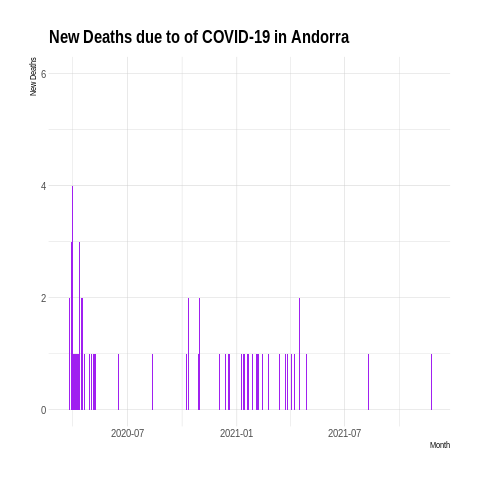 New Deaths due to of COVID-19 in Andorra
New Deaths
6
4
2
0
2020-07 2021-01 2021-07
Month